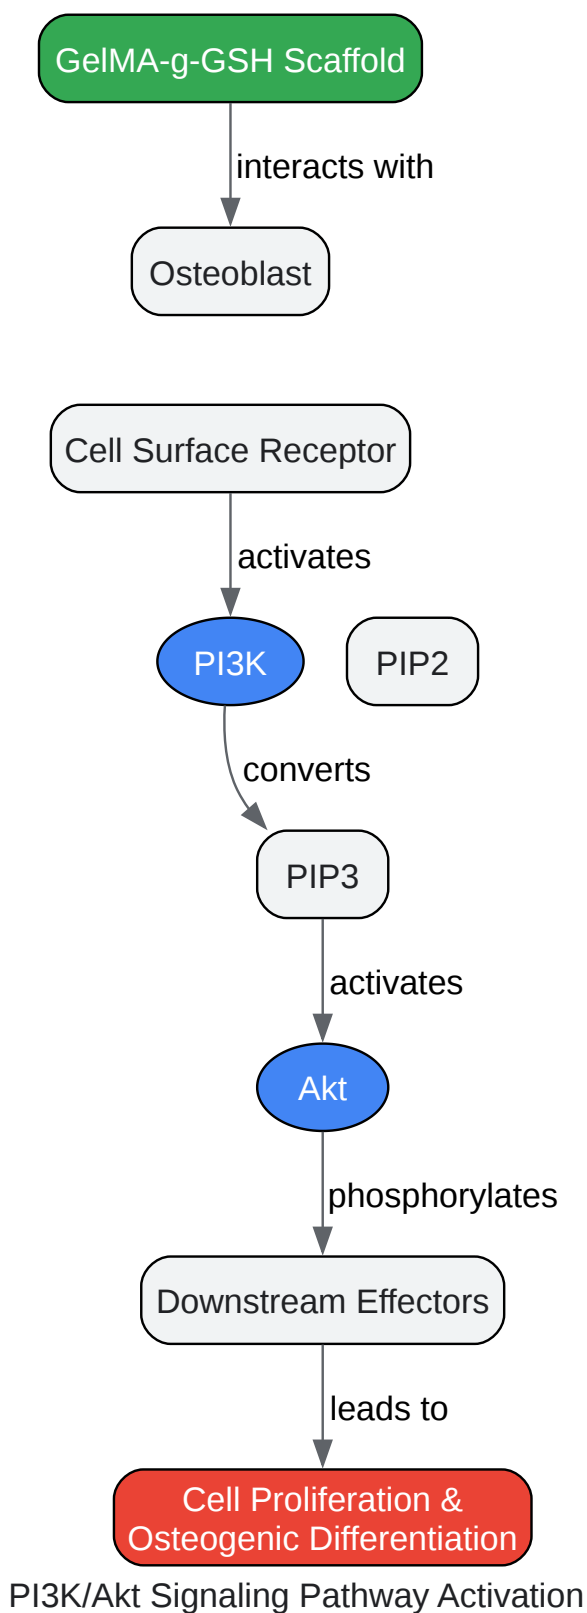 GelMA-g-GSH Scaffold
interacts with
Osteoblast
Cell Surface Receptor
activates
PI3K
PIP2
converts
PIP3
activates
Akt
phosphorylates
Downstream Effectors
leads to
Cell Proliferation &
Osteogenic Differentiation
PI3K/Akt Signaling Pathway Activation